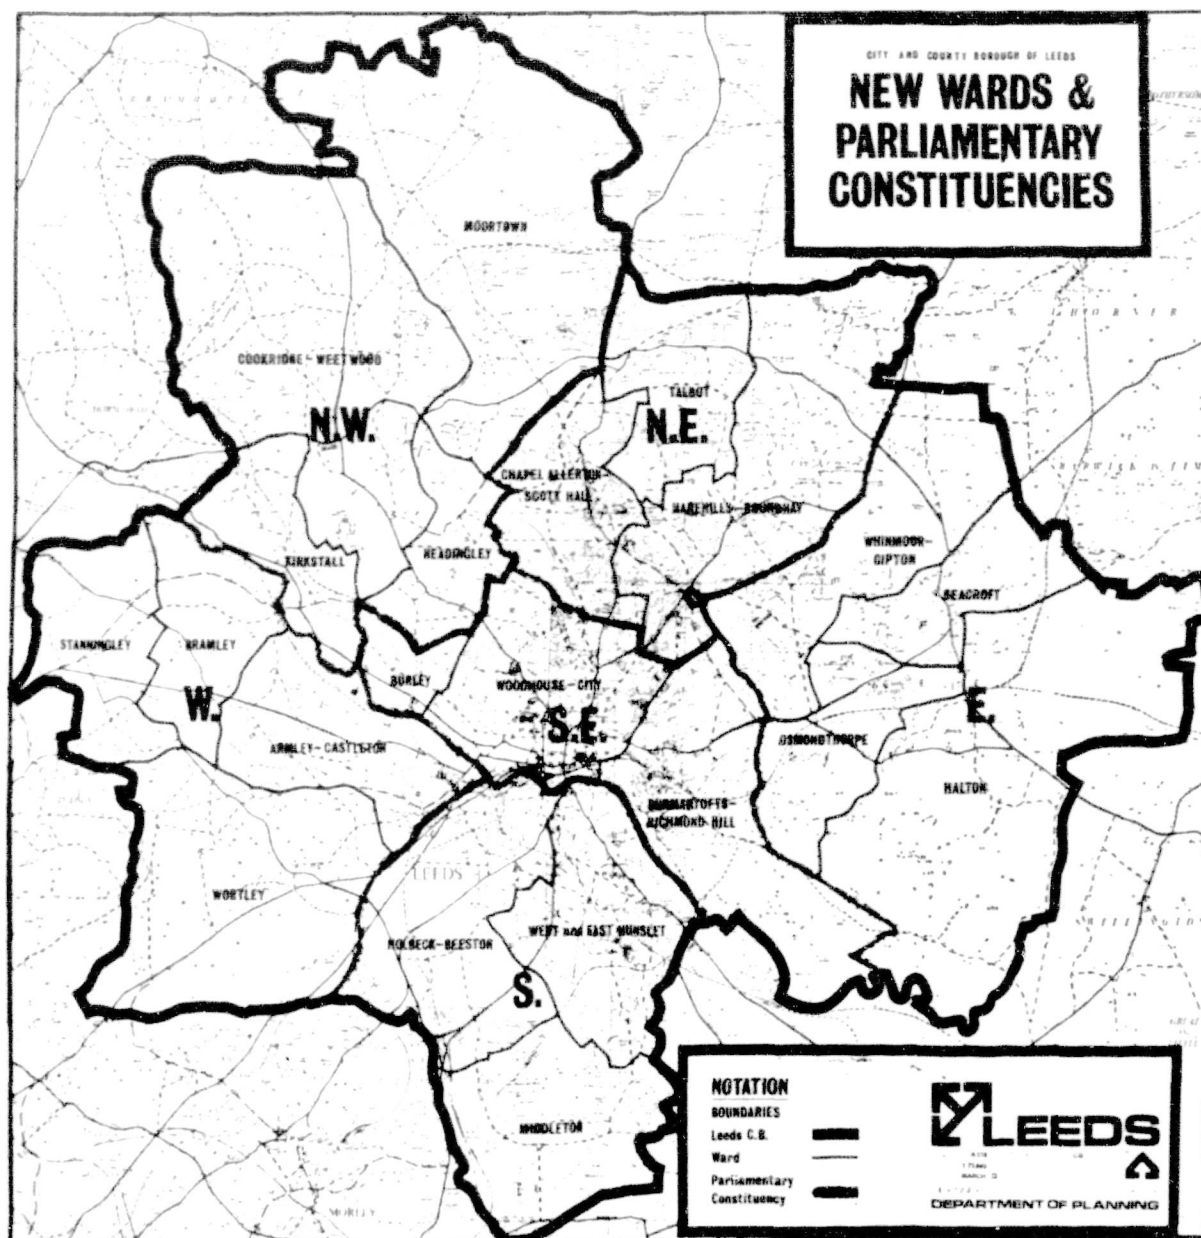 CITY AND COUNTY BOROUGH OF LEEDS
NEW WARDS &
PARLIAMENTARY
CONSTITUENCIES
MOORTOWN
COOKRIDGE-WEETWOOD
N.W.
TALBOT
N.E.
CHAPEL ALLERTON-
SCOTT HALL
HAREHILLS-ROUNDHAY
KIRKSTALL
HEADINGLEY
WHINMOOR-
GIPTON
SEACROFT
STANNINGLEY
BRAMLEY
BURLEY
WOODHOUSE-CITY
W.
S.E.
E.
ARMLEY-CASTLETON
OSMONDTHORPE
HALTON
BURMANTOFTS-
RICHMOND HILL
LEEDS
WORTLEY
HOLBECK-BEESTON
WEST and EAST HUNSLET
S.
MIDDLETON
MORLEY
NOTATION
BOUNDARIES
Leeds C.B.
Ward
Parliamentary
Constituency
LEEDS
DEPARTMENT OF PLANNING